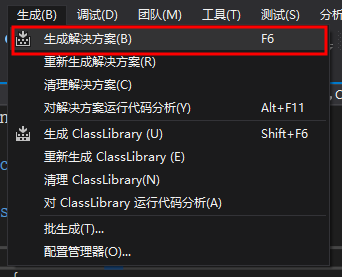 生成(B) 调试(D) 团队(M) 工具(T) 测试(S) 分析
生成解决方案(B) F6
重新生成解决方案(R)
清理解决方案(C)
对解决方案运行代码分析(Y) Alt+F11
生成 ClassLibrary (U) Shift+F6
重新生成 ClassLibrary (E)
清理 ClassLibrary(N)
对 ClassLibrary 运行代码分析(A)
批生成(T)...
配置管理器(O)...